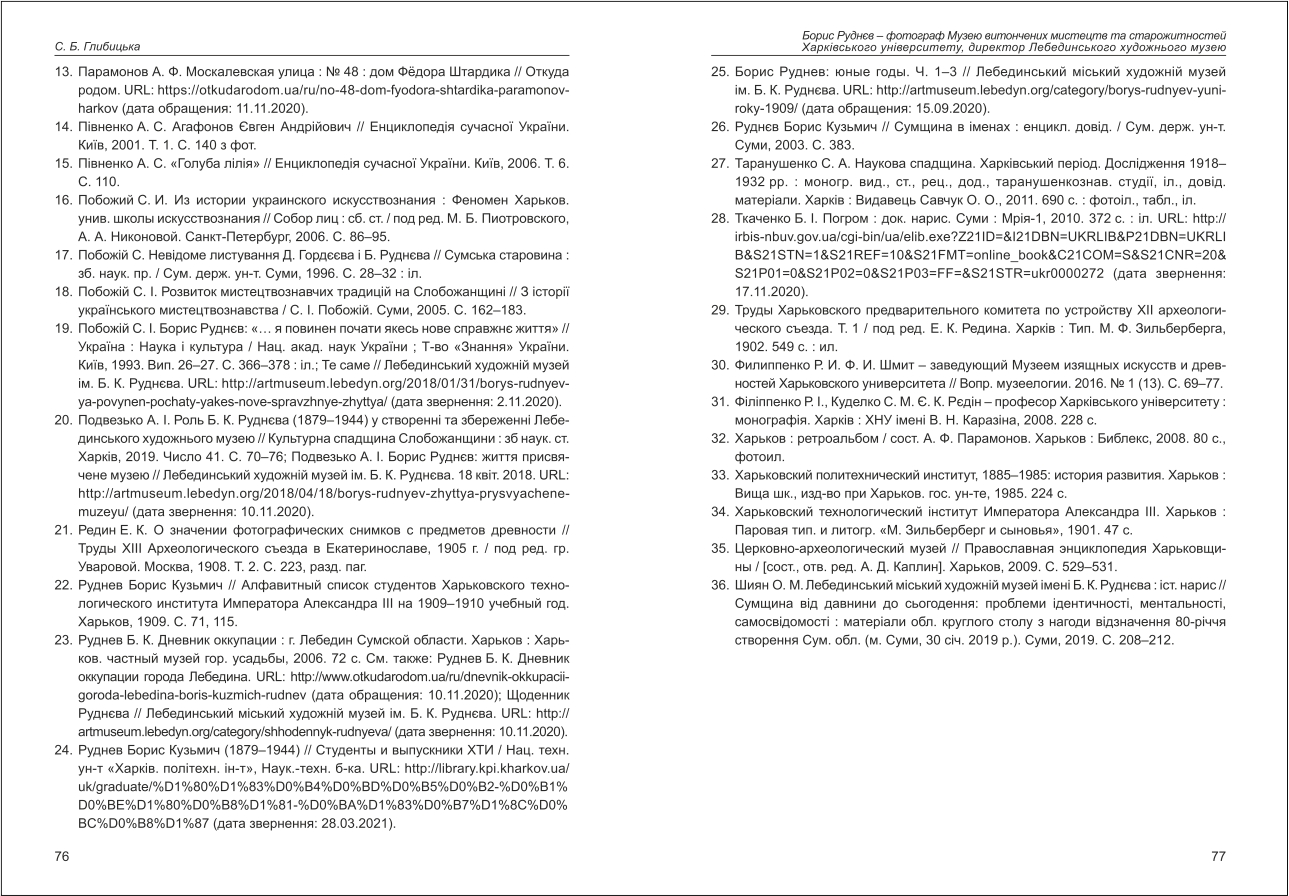 С. Б. Глибицька
13. Парамонов А. Ф. Москалевская улица : № 48 : дом Фёдора Штардика // Откуда
родом. URL: https://otkudarodom.ua/ru/no-48-dom-fyodora-shtardika-paramonov-
harkov (дата обращения: 11.11.2020).
14. Півненко А. С. Агафонов Євген Андрійович // Енциклопедія сучасної України.
Київ, 2001. Т. 1. С. 140 з фот.
15. Півненко А. С. «Голуба лілія» // Енциклопедія сучасної України. Київ, 2006. Т. 6.
С. 110.
16. Побожий С. И. Из истории украинского искусствознания : Феномен Харьков.
унив. школы искусствознания // Собор лиц : сб. ст. / под ред. М. Б. Пиотровского,
А. А. Никоновой. Санкт-Петербург, 2006. С. 86–95.
17. Побожій С. Невідоме листування Д. Гордєєва і Б. Руднєва // Сумська старовина :
зб. наук. пр. / Сум. держ. ун-т. Суми, 1996. С. 28–32 : іл.
18. Побожій С. І. Розвиток мистецтвознавчих традицій на Слобожанщині // З історії
українського мистецтвознавства / С. І. Побожій. Суми, 2005. С. 162–183.
19. Побожій С. І. Борис Руднєв: «… я повинен почати якесь нове справжнє життя» //
Україна : Наука і культура / Нац. акад. наук України ; Т-во «Знання» України.
Київ, 1993. Вип. 26–27. С. 366–378 : іл.; Те саме // Лебединський художній музей
ім. Б. К. Руднєва. URL: http://artmuseum.lebedyn.org/2018/01/31/borys-rudnyev-
ya-povynen-pochaty-yakes-nove-spravzhnye-zhyttya/ (дата звернення: 2.11.2020).
20. Подвезько А. І. Роль Б. К. Руднєва (1879–1944) у створенні та збереженні Лебе-
динського художнього музею // Культурна спадщина Слобожанщини : зб наук. ст.
Харків, 2019. Число 41. С. 70–76; Подвезько А. І. Борис Руднєв: життя присвя-
чене музею // Лебединський художній музей ім. Б. К. Руднєва. 18 квіт. 2018. URL:
http://artmuseum.lebedyn.org/2018/04/18/borys-rudnyev-zhyttya-prysvyachene-
muzeyu/ (дата звернення: 10.11.2020).
21. Редин Е. К. О значении фотографических снимков с предметов древности //
Труды XIII Археологического съезда в Екатеринославе, 1905 г. / под ред. гр.
Уваровой. Москва, 1908. Т. 2. С. 223, разд. паг.
22. Руднев Борис Кузьмич // Алфавитный список студентов Харьковского техно-
логического института Императора Александра III на 1909–1910 учебный год.
Харьков, 1909. С. 71, 115.
23. Руднев Б. К. Дневник оккупации : г. Лебедин Сумской области. Харьков : Харь-
ков. частный музей гор. усадьбы, 2006. 72 с. См. также: Руднев Б. К. Дневник
оккупации города Лебедина. URL: http://www.otkudarodom.ua/ru/dnevnik-okkupacii-
goroda-lebedina-boris-kuzmich-rudnev (дата обращения: 10.11.2020); Щоденник
Руднєва // Лебединський міський художній музей ім. Б. К. Руднєва. URL: http://
artmuseum.lebedyn.org/category/shhodennyk-rudnyeva/ (дата звернення: 10.11.2020).
24. Руднев Борис Кузьмич (1879–1944) // Студенты и выпускники ХТИ / Нац. техн.
ун-т «Харків. політехн. ін-т», Наук.-техн. б-ка. URL: http://library.kpi.kharkov.ua/
uk/graduate/%D1%80%D1%83%D0%B4%D0%BD%D0%B5%D0%B2-%D0%B1%
D0%BE%D1%80%D0%B8%D1%81-%D0%BA%D1%83%D0%B7%D1%8C%D0%
BC%D0%B8%D1%87 (дата звернення: 28.03.2021).
76
Борис Руднєв – фотограф Музею витончених мистецтв та старожитностей
Харківського університету, директор Лебединського художнього музею
25. Борис Руднев: юные годы. Ч. 1–3 // Лебединський міський художній музей
ім. Б. К. Руднєва. URL: http://artmuseum.lebedyn.org/category/borys-rudnyev-yuni-
roky-1909/ (дата обращения: 15.09.2020).
26. Руднєв Борис Кузьмич // Сумщина в іменах : енцикл. довід. / Сум. держ. ун-т.
Суми, 2003. С. 383.
27. Таранушенко С. А. Наукова спадщина. Харківський період. Дослідження 1918–
1932 рр. : моногр. вид., ст., рец., дод., таранушенкознав. студії, іл., довід.
матеріали. Харків : Видавець Савчук О. О., 2011. 690 с. : фотоіл., табл., іл.
28. Ткаченко Б. І. Погром : док. нарис. Суми : Мрія-1, 2010. 372 с. : іл. URL: http://
irbis-nbuv.gov.ua/cgi-bin/ua/elib.exe?Z21ID=&I21DBN=UKRLIB&P21DBN=UKRLI
B&S21STN=1&S21REF=10&S21FMT=online_book&C21COM=S&S21CNR=20&
S21P01=0&S21P02=0&S21P03=FF=&S21STR=ukr0000272 (дата звернення:
17.11.2020).
29. Труды Харьковского предварительного комитета по устройству XII археологи-
ческого съезда. Т. 1 / под ред. Е. К. Редина. Харків : Тип. М. Ф. Зильберберга,
1902. 549 с. : ил.
30. Филиппенко Р. И. Ф. И. Шмит – заведующий Музеем изящных искусств и древ-
ностей Харьковского университета // Вопр. музеелогии. 2016. № 1 (13). С. 69–77.
31. Філіппенко Р. І., Куделко С. М. Є. К. Рєдін – професор Харківського університету :
монографія. Харків : ХНУ імені В. Н. Каразіна, 2008. 228 с.
32. Харьков : ретроальбом / сост. А. Ф. Парамонов. Харьков : Библекс, 2008. 80 с.,
фотоил.
33. Харьковский политехнический институт, 1885–1985: история развития. Харьков :
Вища шк., изд-во при Харьков. гос. ун-те, 1985. 224 с.
34. Харьковский технологический інститут Императора Александра III. Харьков :
Паровая тип. и литогр. «М. Зильберберг и сыновья», 1901. 47 с.
35. Церковно-археологический музей // Православная энциклопедия Харьковщи-
ны / [сост., отв. ред. А. Д. Каплин]. Харьков, 2009. С. 529–531.
36. Шиян О. М. Лебединський міський художній музей імені Б. К. Руднєва : іст. нарис //
Сумщина від давнини до сьогодення: проблеми ідентичності, ментальності,
самосвідомості : матеріали обл. круглого столу з нагоди відзначення 80-річчя
створення Сум. обл. (м. Суми, 30 січ. 2019 р.). Суми, 2019. С. 208–212.
77